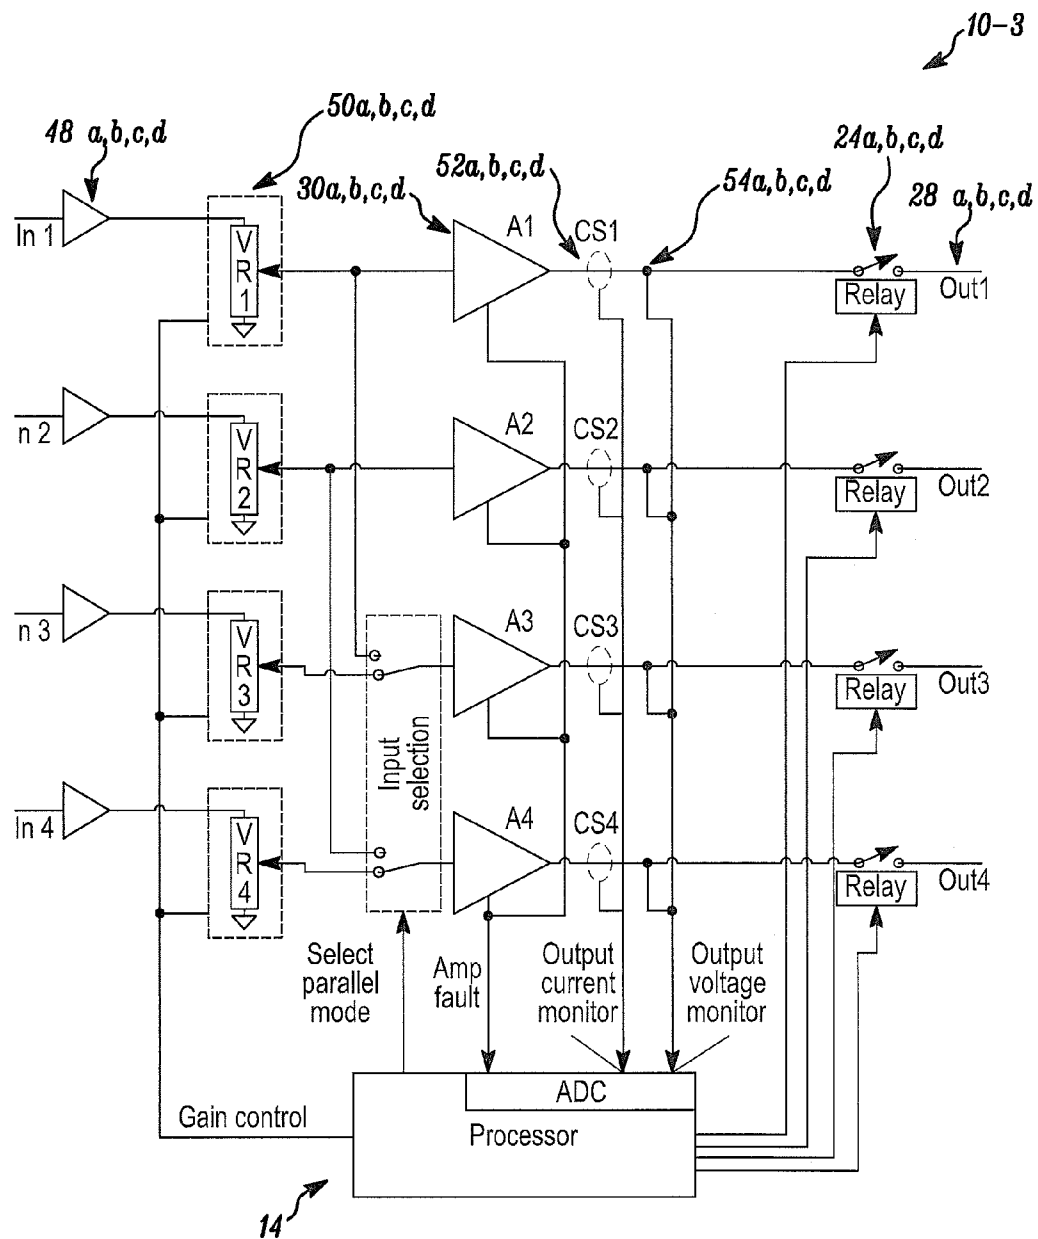 10-3
50a,b,c,d
48 a,b,c,d
52a,b,c,d
24a,b,c,d
30a,b,c,d
54a,b,c,d
28 a,b,c,d
In 1
VR1
A1
CS1
Relay
Out1
n 2
VR2
A2
CS2
Relay
Out2
n 3
VR3
A3
CS3
Relay
Out3
Input
selection
In 4
VR4
A4
CS4
Relay
Out4
Select
parallel
mode
Amp
fault
Output
current
monitor
Output
voltage
monitor
ADC
Gain control
Processor
14